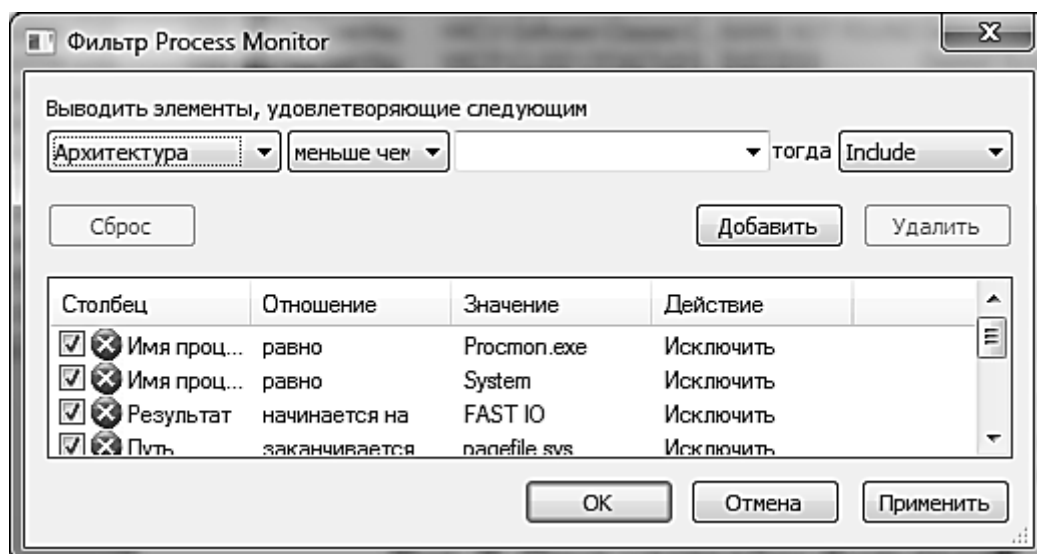 Фильтр Process Monitor
Выводить элементы, удовлетворяющие следующим
Архитектура меньше чем тогда Include
Сброс Добавить Удалить
Столбец Отношение Значение Действие
Имя проц... равно Procmon.exe Исключить
Имя проц... равно System Исключить
Результат начинается на FAST IO Исключить
Путь заканчивается pagefile.sys Исключить
OK Отмена Применить